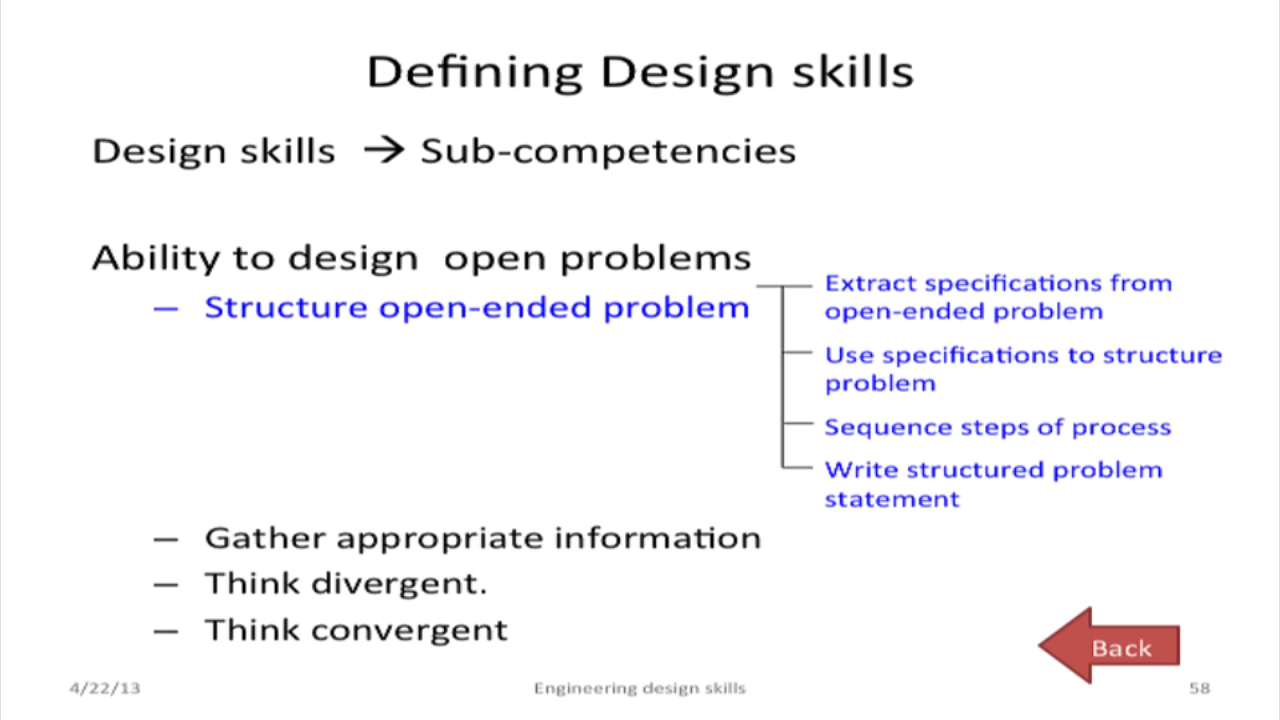 Defining Design skills
Design skills → Sub-competencies
Ability to design open problems
– Structure open-ended problem
Extract specifications from
open-ended problem
Use specifications to structure
problem
Sequence steps of process
Write structured problem
statement
– Gather appropriate information
– Think divergent.
– Think convergent
Back
4/22/13
Engineering design skills
58